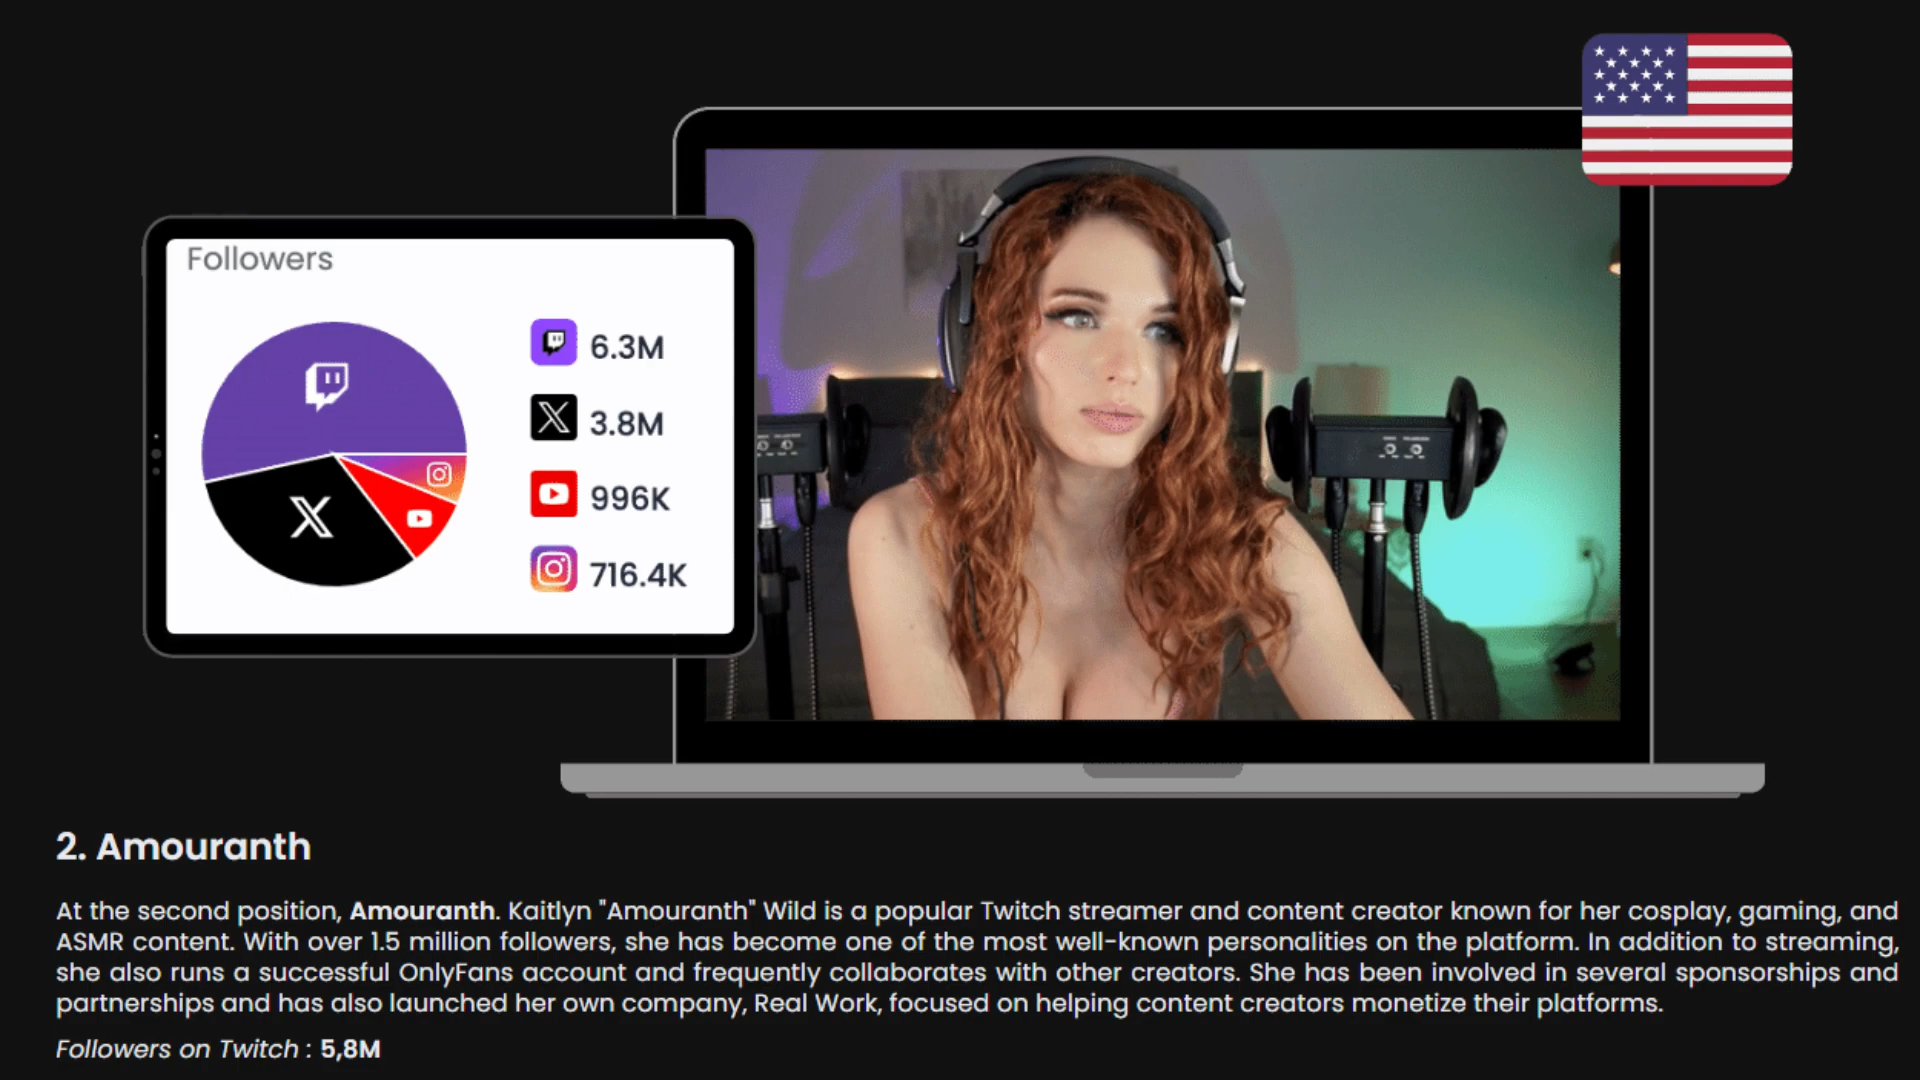 Followers
6.3M
3.8M
996K
716.4K
2. Amouranth
At the second position, Amouranth. Kaitlyn "Amouranth" Wild is a popular Twitch streamer and content creator known for her cosplay, gaming, and
ASMR content. With over 1.5 million followers, she has become one of the most well-known personalities on the platform. In addition to streaming,
she also runs a successful OnlyFans account and frequently collaborates with other creators. She has been involved in several sponsorships and
partnerships and has also launched her own company, Real Work, focused on helping content creators monetize their platforms.
Followers on Twitch : 5,8M